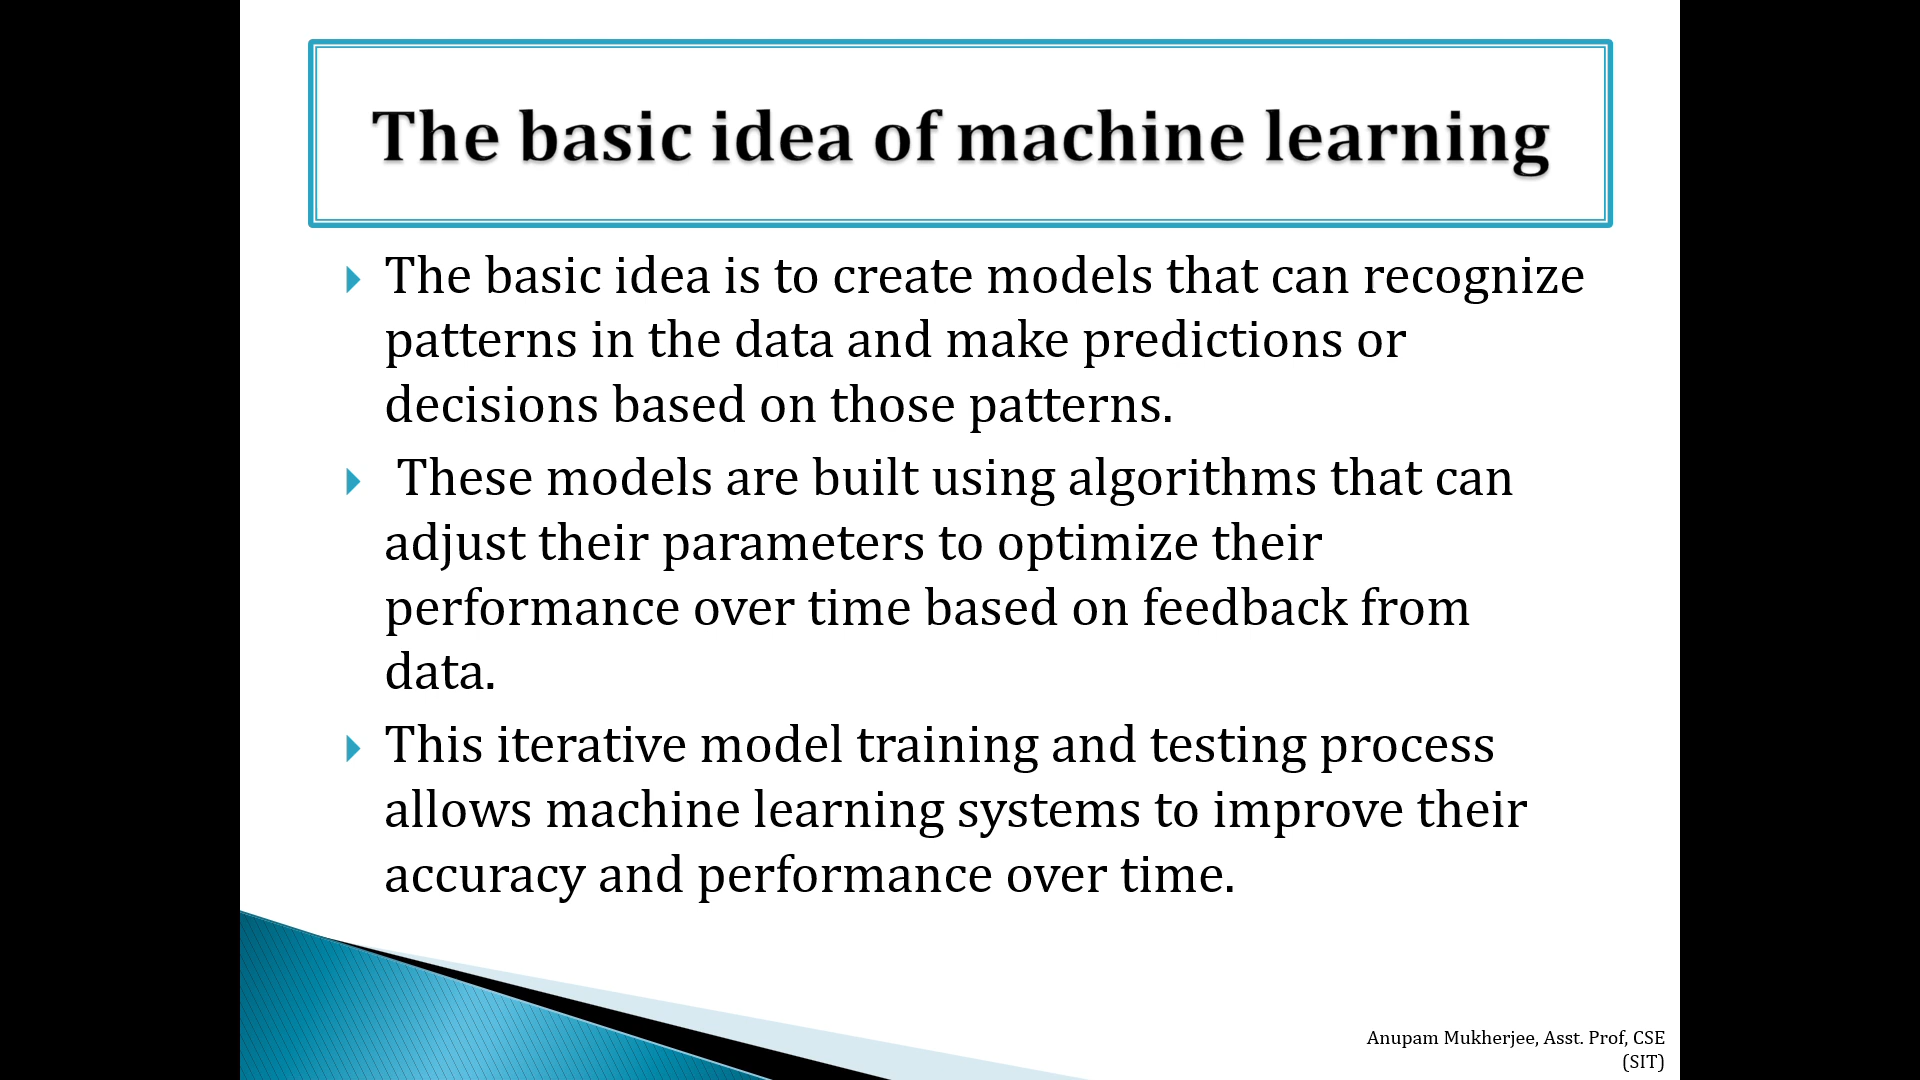 The basic idea of machine learning
The basic idea is to create models that can recognize
patterns in the data and make predictions or
decisions based on those patterns.
These models are built using algorithms that can
adjust their parameters to optimize their
performance over time based on feedback from
data.
This iterative model training and testing process
allows machine learning systems to improve their
accuracy and performance over time.
Anupam Mukherjee, Asst. Prof, CSE
(SIT)